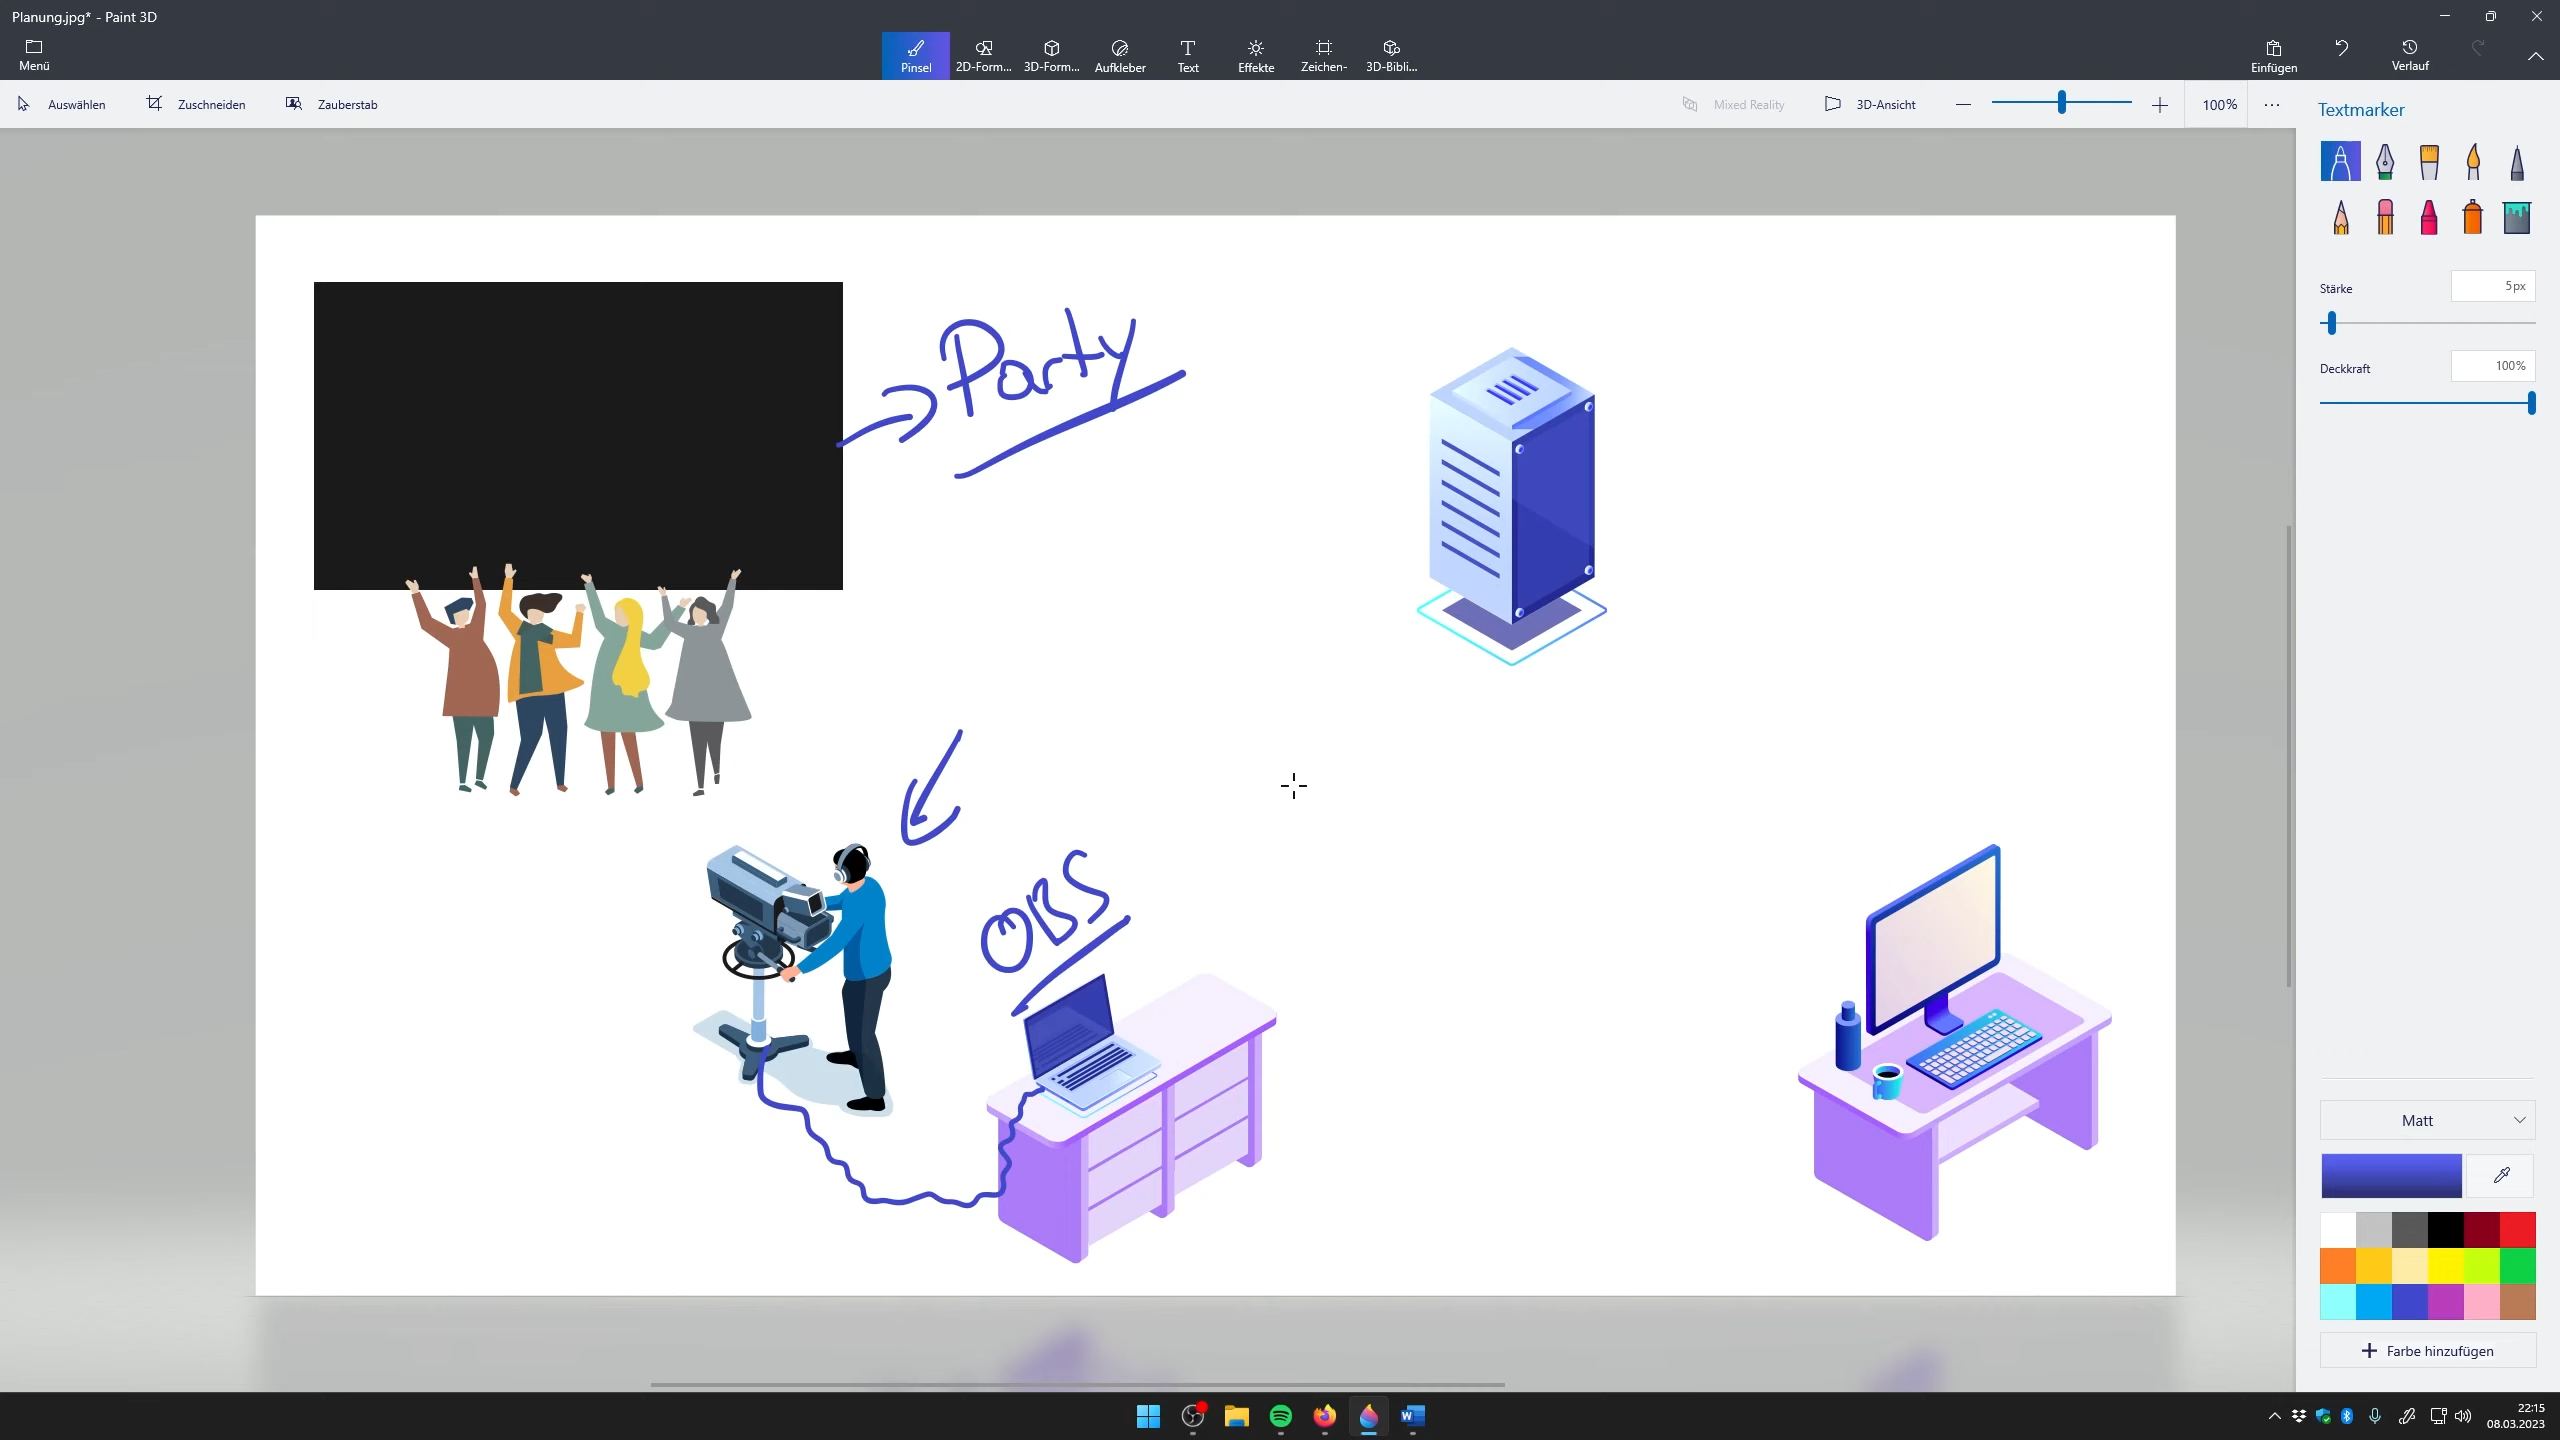 Planung.jpg* - Paint 3D
Menü
Pinsel
2D-Form...
3D-Form...
Aufkleber
Text
Effekte
Zeichen-
3D-Bibli...
Einfügen
Verlauf
Auswählen
Zuschneiden
Zauberstab
Mixed Reality
3D-Ansicht
100%
Textmarker
Stärke
5px
Deckkraft
100%
Party
OBS
Matt
Farbe hinzufügen
22:15
08.03.2023